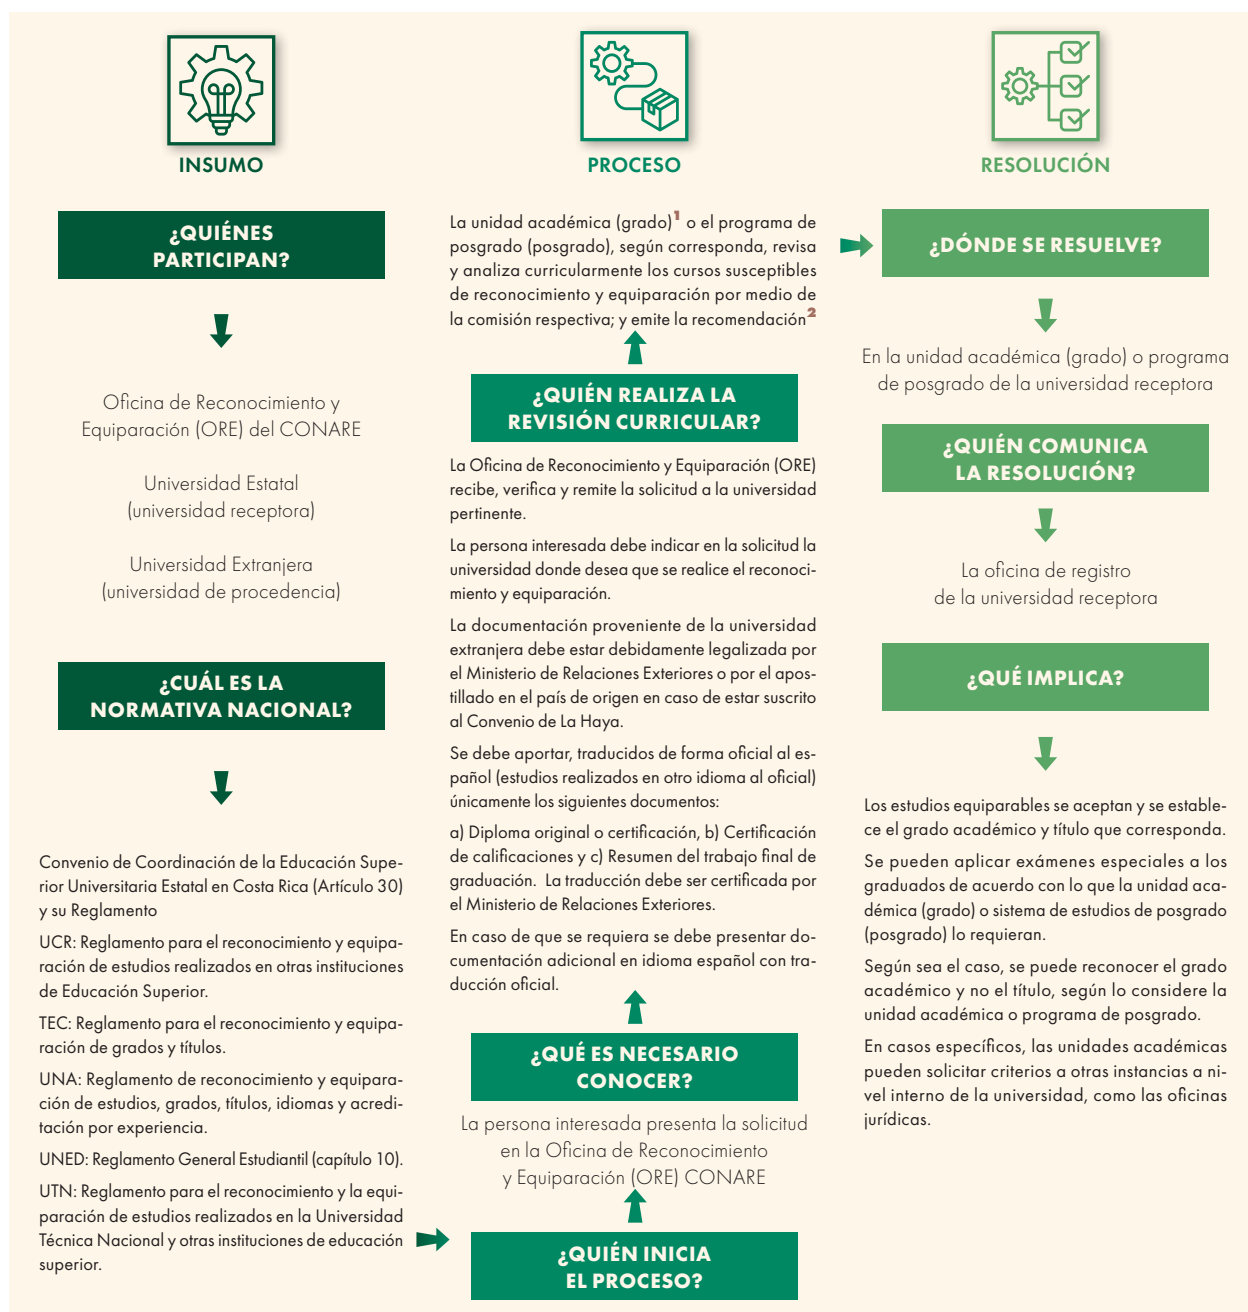 INSUMO
¿QUIÉNES
PARTICIPAN?
Oficina de Reconocimiento y
Equiparación (ORE) del CONARE
Universidad Estatal
(universidad receptora)
Universidad Extranjera
(universidad de procedencia)
¿CUÁL ES LA
NORMATIVA NACIONAL?
Convenio de Coordinación de la Educación Supe-
rior Universitaria Estatal en Costa Rica (Artículo 30)
y su Reglamento
UCR: Reglamento para el reconocimiento y equipa-
ración de estudios realizados en otras instituciones
de Educación Superior.
TEC: Reglamento para el reconocimiento y equipa-
ración de grados y títulos.
UNA: Reglamento de reconocimiento y equipara-
ción de estudios, grados, títulos, idiomas y acredi-
tación por experiencia.
UNED: Reglamento General Estudiantil (capítulo 10).
UTN: Reglamento para el reconocimiento y la equi-
paración de estudios realizados en la Universidad
Técnica Nacional y otras instituciones de educación
superior.
PROCESO
La unidad académica (grado)1 o el programa de
posgrado (posgrado), según corresponda, revisa
y analiza curricularmente los cursos susceptibles
de reconocimiento y equiparación por medio de
la comisión respectiva; y emite la recomendación2
¿QUIÉN REALIZA LA
REVISIÓN CURRICULAR?
La Oficina de Reconocimiento y Equiparación (ORE)
recibe, verifica y remite la solicitud a la universidad
pertinente.
La persona interesada debe indicar en la solicitud la
universidad donde desea que se realice el reconoci-
miento y equiparación.
La documentación proveniente de la universidad
extranjera debe estar debidamente legalizada por
el Ministerio de Relaciones Exteriores o por el apos-
tillado en el país de origen en caso de estar suscrito
al Convenio de La Haya.
Se debe aportar, traducidos de forma oficial al es-
pañol (estudios realizados en otro idioma al oficial)
únicamente los siguientes documentos:
a) Diploma original o certificación, b) Certificación
de calificaciones y c) Resumen del trabajo final de
graduación. La traducción debe ser certificada por
el Ministerio de Relaciones Exteriores.
En caso de que se requiera se debe presentar do-
cumentación adicional en idioma español con tra-
ducción oficial.
¿QUÉ ES NECESARIO
CONOCER?
La persona interesada presenta la solicitud
en la Oficina de Reconocimiento
y Equiparación (ORE) CONARE
¿QUIÉN INICIA
EL PROCESO?
RESOLUCIÓN
¿DÓNDE SE RESUELVE?
En la unidad académica (grado) o programa
de posgrado de la universidad receptora
¿QUIÉN COMUNICA
LA RESOLUCIÓN?
La oficina de registro
de la universidad receptora
¿QUÉ IMPLICA?
Los estudios equiparables se aceptan y se estable-
ce el grado académico y título que corresponda.
Se pueden aplicar exámenes especiales a los
graduados de acuerdo con lo que la unidad aca-
démica (grado) o sistema de estudios de posgrado
(posgrado) lo requieran.
Según sea el caso, se puede reconocer el grado
académico y no el título, según lo considere la
unidad académica o programa de posgrado.
En casos específicos, las unidades académicas
pueden solicitar criterios a otras instancias a ni-
vel interno de la universidad, como las oficinas
jurídicas.